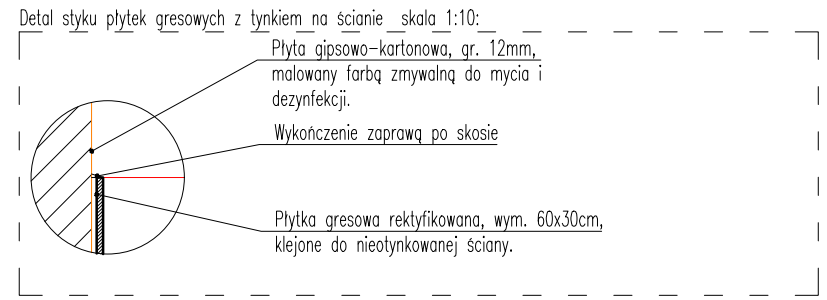 Detal styku płytek gresowych z tynkiem na ścianie skala 1:10:
Płyta gipsowo-kartonowa, gr. 12mm,
malowany farbą zmywalną do mycia i
dezynfekcji.
Wykończenie zaprawą po skosie
Płytka gresowa rektyfikowana, wym. 60x30cm,
klejone do nieotynkowanej ściany.